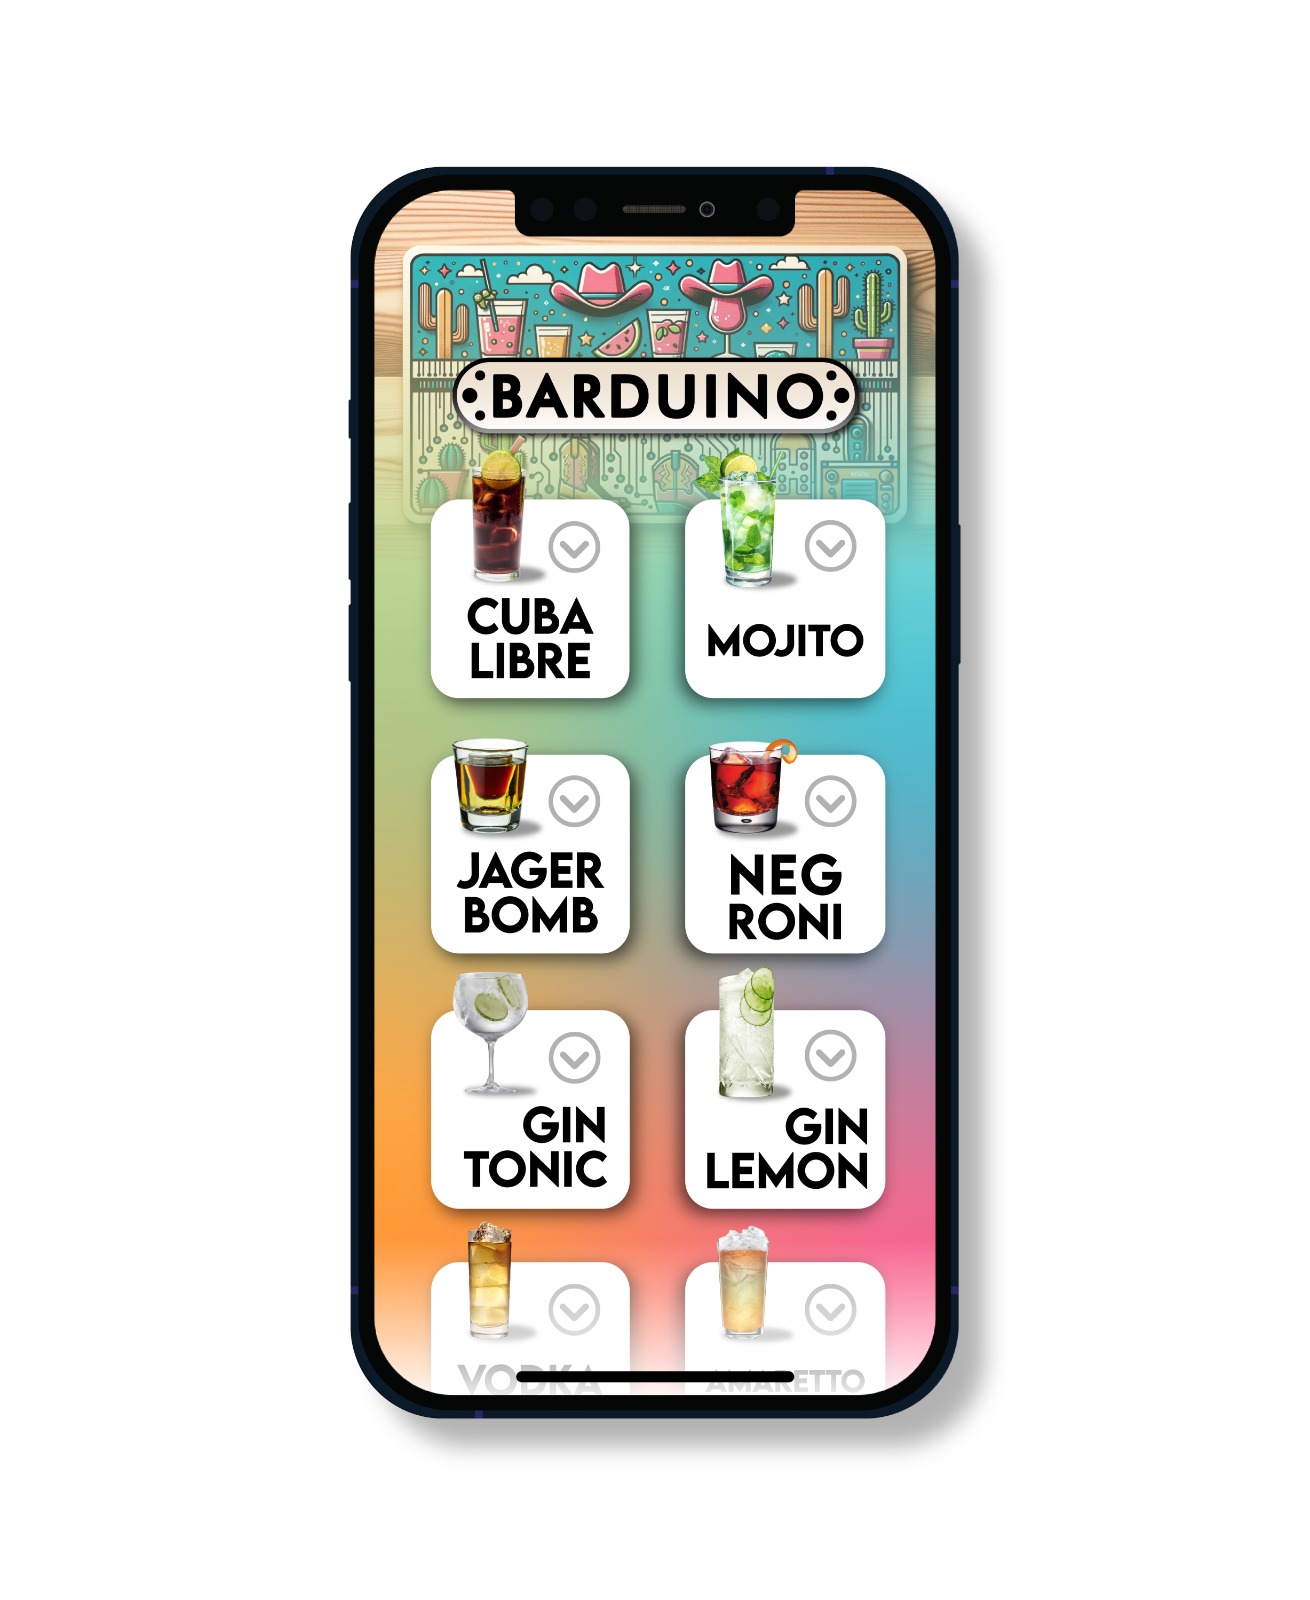 BARDUINO
CUBA
LIBRE
MOJITO
JAGER
BOMB
NEG
RONI
GIN
TONIC
GIN
LEMON
VODKA
AMARETTO